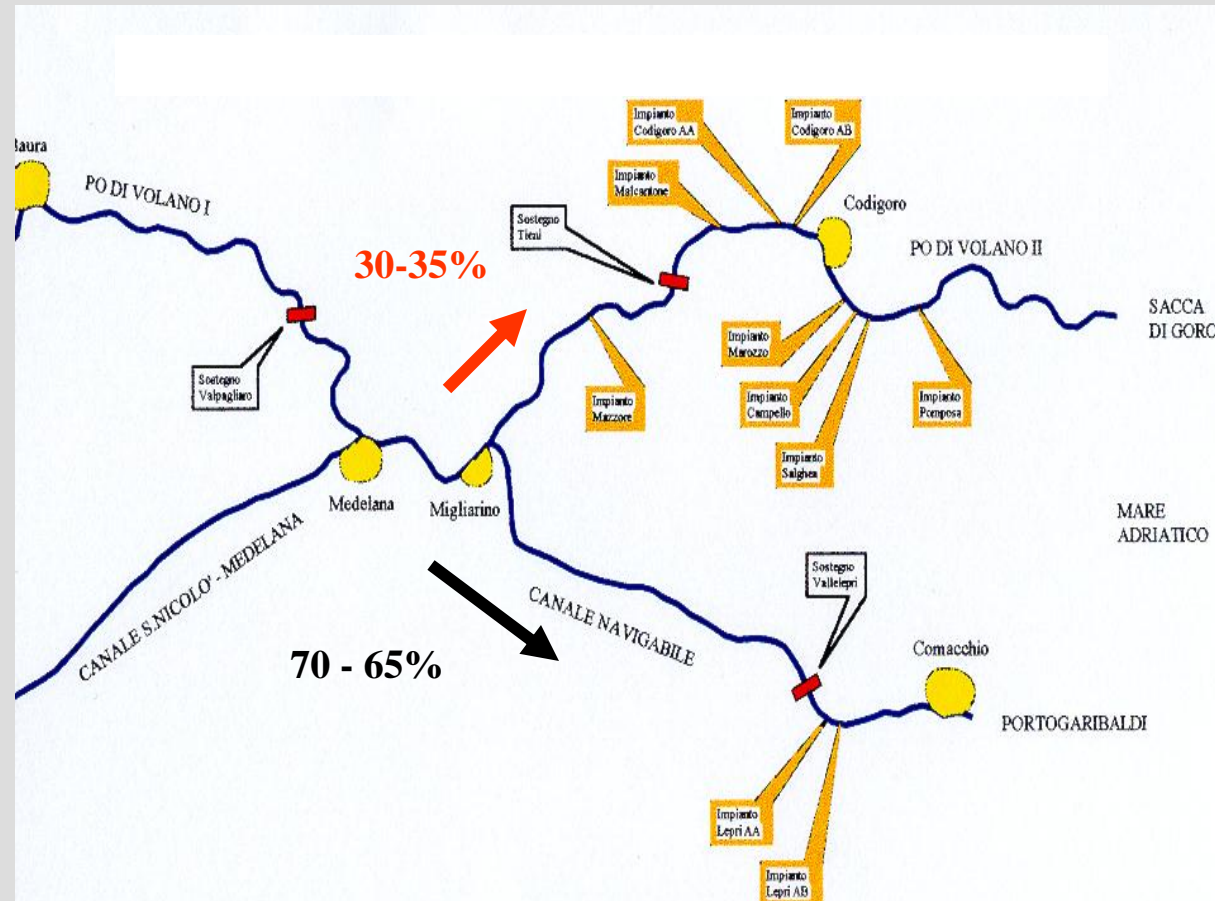 Impianto
Codigoro AA
Impianto
Codigoro AB
Baura
PO DI VOLANO I
Impianto
Malcantone
Codigoro
Sostegno
Tieni
PO DI VOLANO II
30-35%
SACCA
DI GORO
Impianto
Marozzo
Sostegno
Valpagliaro
Impianto
Mazzore
Impianto
Campello
Impianto
Pomposa
Impianto
Salghea
Medelana
Migliarino
MARE
ADRIATICO
CANALE S.NICOLO' - MEDELANA
Sostegno
Vallelepri
CANALE NAVIGABILE
70 - 65%
Comacchio
PORTOGARIBALDI
Impianto
Lepri AA
Impianto
Lepri AB